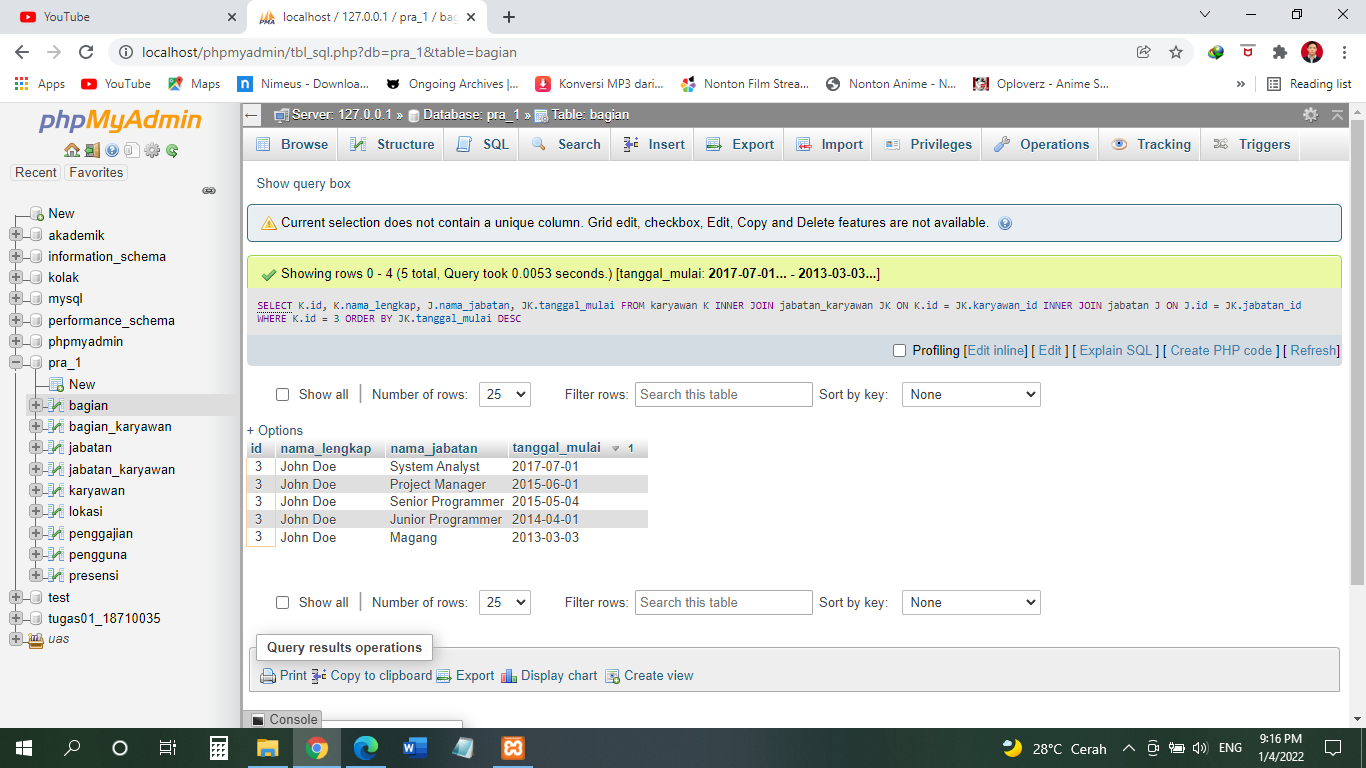 YouTube
localhost / 127.0.0.1 / pra_1 / bag
localhost/phpmyadmin/tbl_sql.php?db=pra_1&table=bagian
Apps YouTube Maps Nimeus - Downloa... Ongoing Archives |... Konversi MP3 dari... Nonton Film Strea... Nonton Anime - N... Oploverz - Anime S... » Reading list
phpMyAdmin
Recent Favorites
New
akademik
information_schema
kolak
mysql
performance_schema
phpmyadmin
pra_1
New
bagian
bagian_karyawan
jabatan
jabatan_karyawan
karyawan
lokasi
penggajian
pengguna
presensi
test
tugas01_18710035
uas
Server: 127.0.0.1 » Database: pra_1 » Table: bagian
Browse Structure SQL Search Insert Export Import Privileges Operations Tracking Triggers
Show query box
Current selection does not contain a unique column. Grid edit, checkbox, Edit, Copy and Delete features are not available.
Showing rows 0 - 4 (5 total, Query took 0.0053 seconds.) [tanggal_mulai: 2017-07-01... - 2013-03-03...]
SELECT K.id, K.nama_lengkap, J.nama_jabatan, JK.tanggal_mulai FROM karyawan K INNER JOIN jabatan_karyawan JK ON K.id = JK.karyawan_id INNER JOIN jabatan J ON J.id = JK.jabatan_id
WHERE K.id = 3 ORDER BY JK.tanggal_mulai DESC
Profiling [Edit inline] [ Edit ] [ Explain SQL ] [ Create PHP code ] [ Refresh]
Show all Number of rows: 25 Filter rows: Search this table Sort by key: None
+ Options
id nama_lengkap nama_jabatan tanggal_mulai 1
3 John Doe System Analyst 2017-07-01
3 John Doe Project Manager 2015-06-01
3 John Doe Senior Programmer 2015-05-04
3 John Doe Junior Programmer 2014-04-01
3 John Doe Magang 2013-03-03
Show all Number of rows: 25 Filter rows: Search this table Sort by key: None
Query results operations
Print Copy to clipboard Export Display chart Create view
Console
28°C Cerah ENG 9:16 PM
1/4/2022